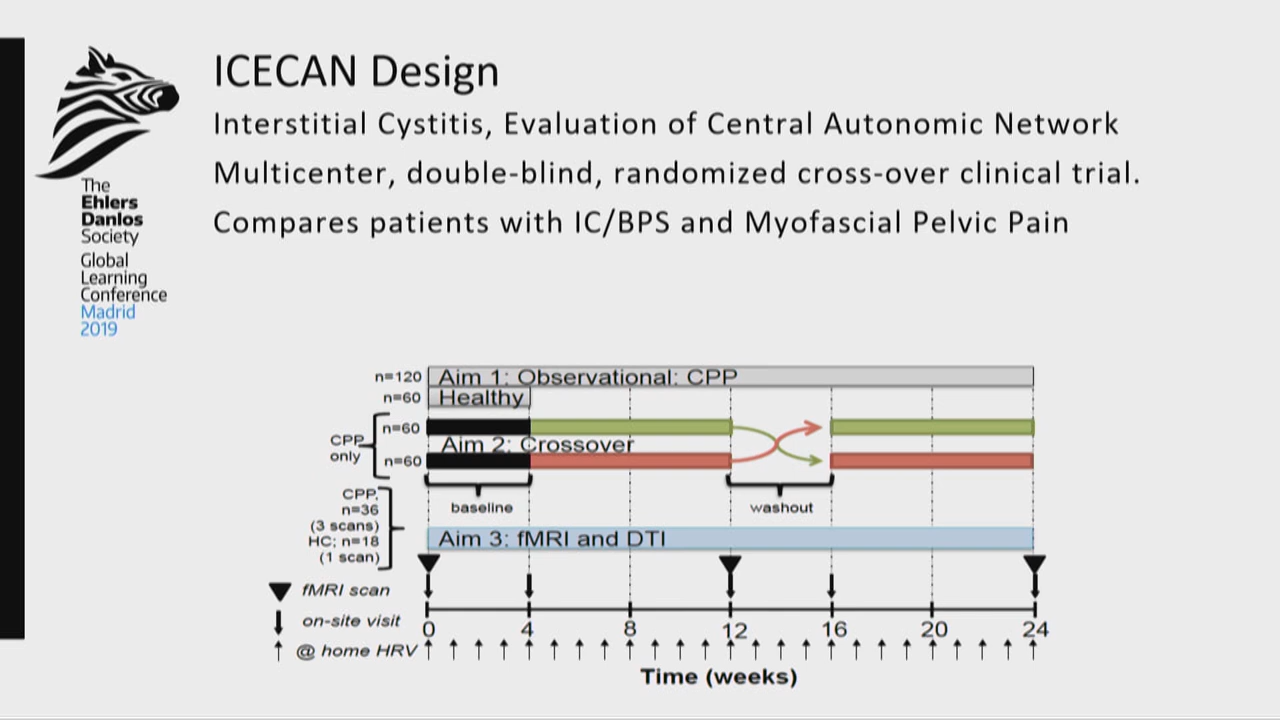 ICECAN Design
Interstitial Cystitis, Evaluation of Central Autonomic Network
Multicenter, double-blind, randomized cross-over clinical trial.
Compares patients with IC/BPS and Myofascial Pelvic Pain
The
Ehlers
Danlos
Society
Global
Learning
Conference
Madrid
2019
n=120 Aim 1: Observational: CPP
n=60 Healthy
CPP only
n=60
Aim 2: Crossover
n=60
baseline
washout
CPP:
n=36
(3 scans)
HC; n=18
(1 scan)
Aim 3: fMRI and DTI
fMRI scan
on-site visit
0 4 8 12 16 20 24
@ home HRV
Time (weeks)